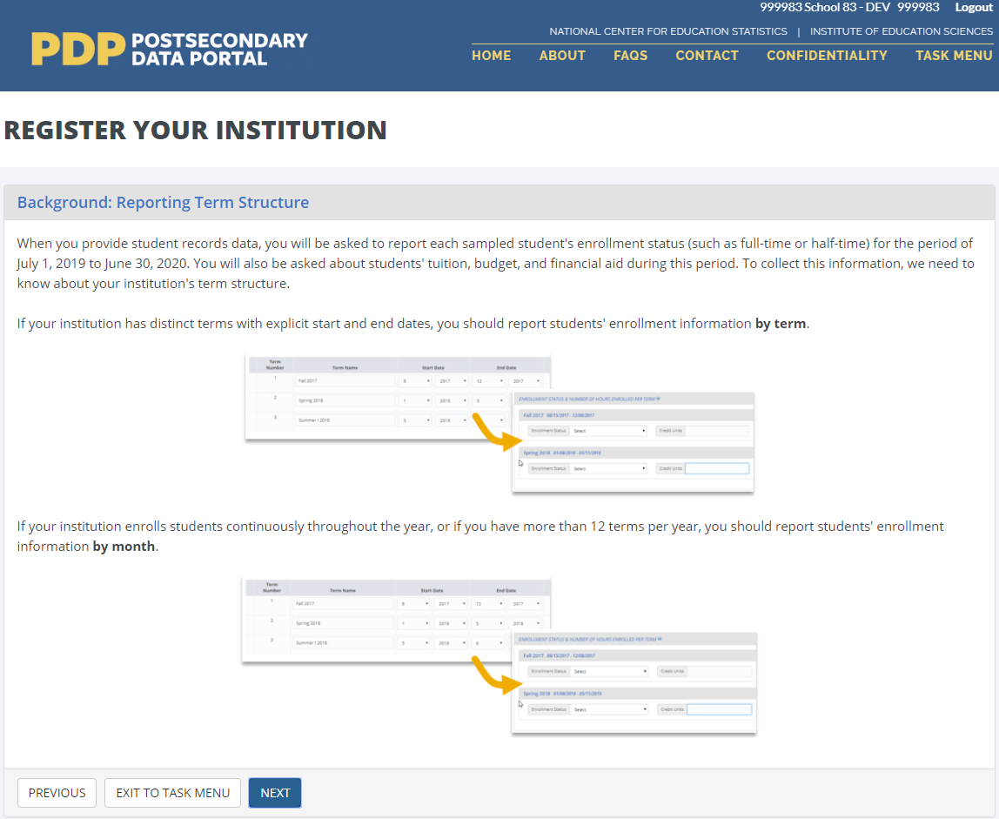 999983 School 83 - DEV 999983 Logout
NATIONAL CENTER FOR EDUCATION STATISTICS | INSTITUTE OF EDUCATION SCIENCES
PDP POSTSECONDARY
DATA PORTAL
HOME ABOUT FAQS CONTACT CONFIDENTIALITY TASK MENU
REGISTER YOUR INSTITUTION
Background: Reporting Term Structure
When you provide student records data, you will be asked to report each sampled student's enrollment status (such as full-time or half-time) for the period of
July 1, 2019 to June 30, 2020. You will also be asked about students' tuition, budget, and financial aid during this period. To collect this information, we need to
know about your institution's term structure.
If your institution has distinct terms with explicit start and end dates, you should report students' enrollment information by term.
Term
Number Term Name Start Date End Date
1 Fall 2017 8 2017 12 2017
2 Spring 2018 1 2018 5
3 Summer I 2018 5 2018
ENROLLMENT STATUS & NUMBER OF HOURS ENROLLED PER TERM
Fall 2017 08/15/2017 - 12/08/2017
Enrollment Status Select Credit Units
Spring 2018 01/08/2018 - 05/11/2018
Enrollment Status Select Credit Units
If your institution enrolls students continuously throughout the year, or if you have more than 12 terms per year, you should report students' enrollment
information by month.
Term
Number Term Name Start Date End Date
1 Fall 2017 8 2017 12 2017
2 Spring 2018 1 2018 5 2018
3 Summer I 2018 5 2018 6
ENROLLMENT STATUS & NUMBER OF HOURS ENROLLED PER TERM
Fall 2017 08/15/2017 - 12/08/2017
Enrollment Status Select Credit Units
Spring 2018 01/08/2018 - 05/11/2018
Enrollment Status Select Credit Units
PREVIOUS EXIT TO TASK MENU NEXT